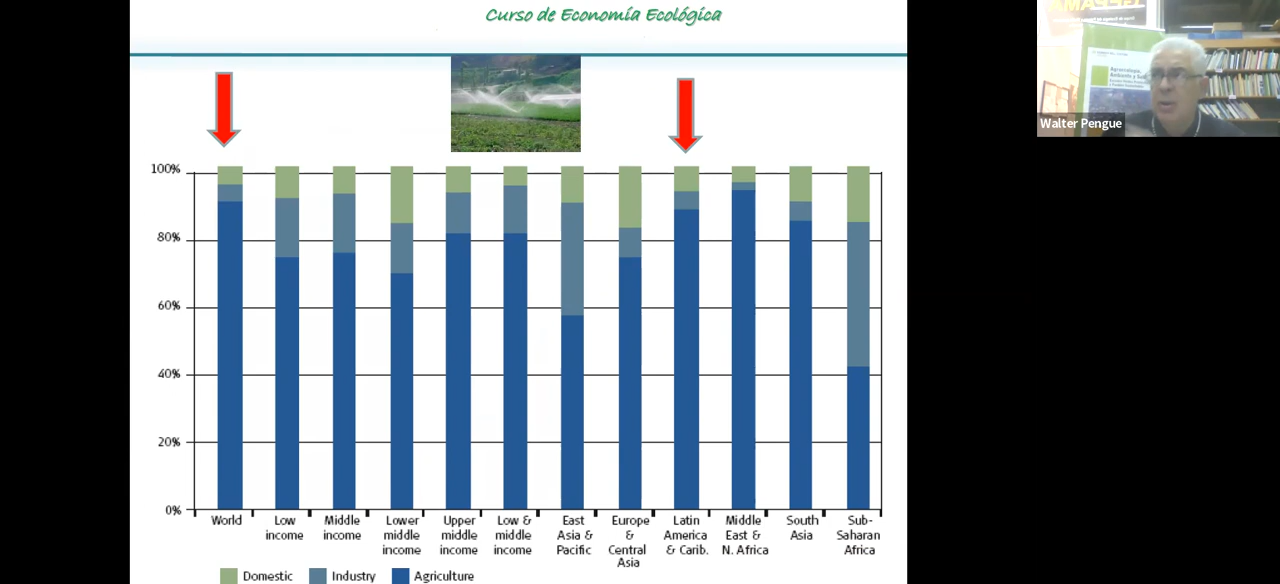 Curso de Economía Ecológica
Walter Pengue
100%
80%
60%
40%
20%
0%
World
Low
income
Middle
income
Lower
middle
income
Upper
middle
income
Low &
middle
income
East
Asia &
Pacific
Europe
&
Central
Asia
Latin
America
& Carib.
Middle
East &
N. Africa
South
Asia
Sub-
Saharan
Africa
Domestic
Industry
Agriculture